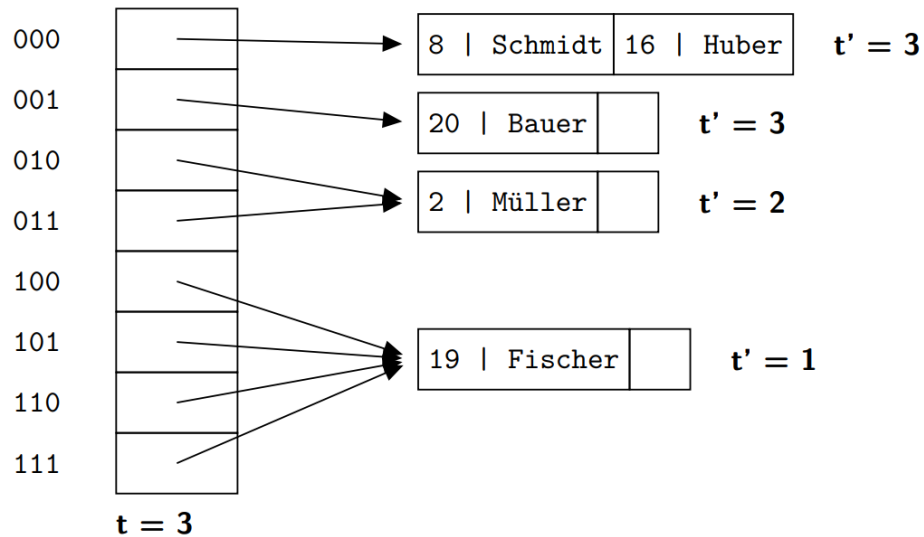 000
8 | Schmidt 16 | Huber t' = 3
001
20 | Bauer t' = 3
010
2 | Müller t' = 2
011
100
101
19 | Fischer t' = 1
110
111
t = 3